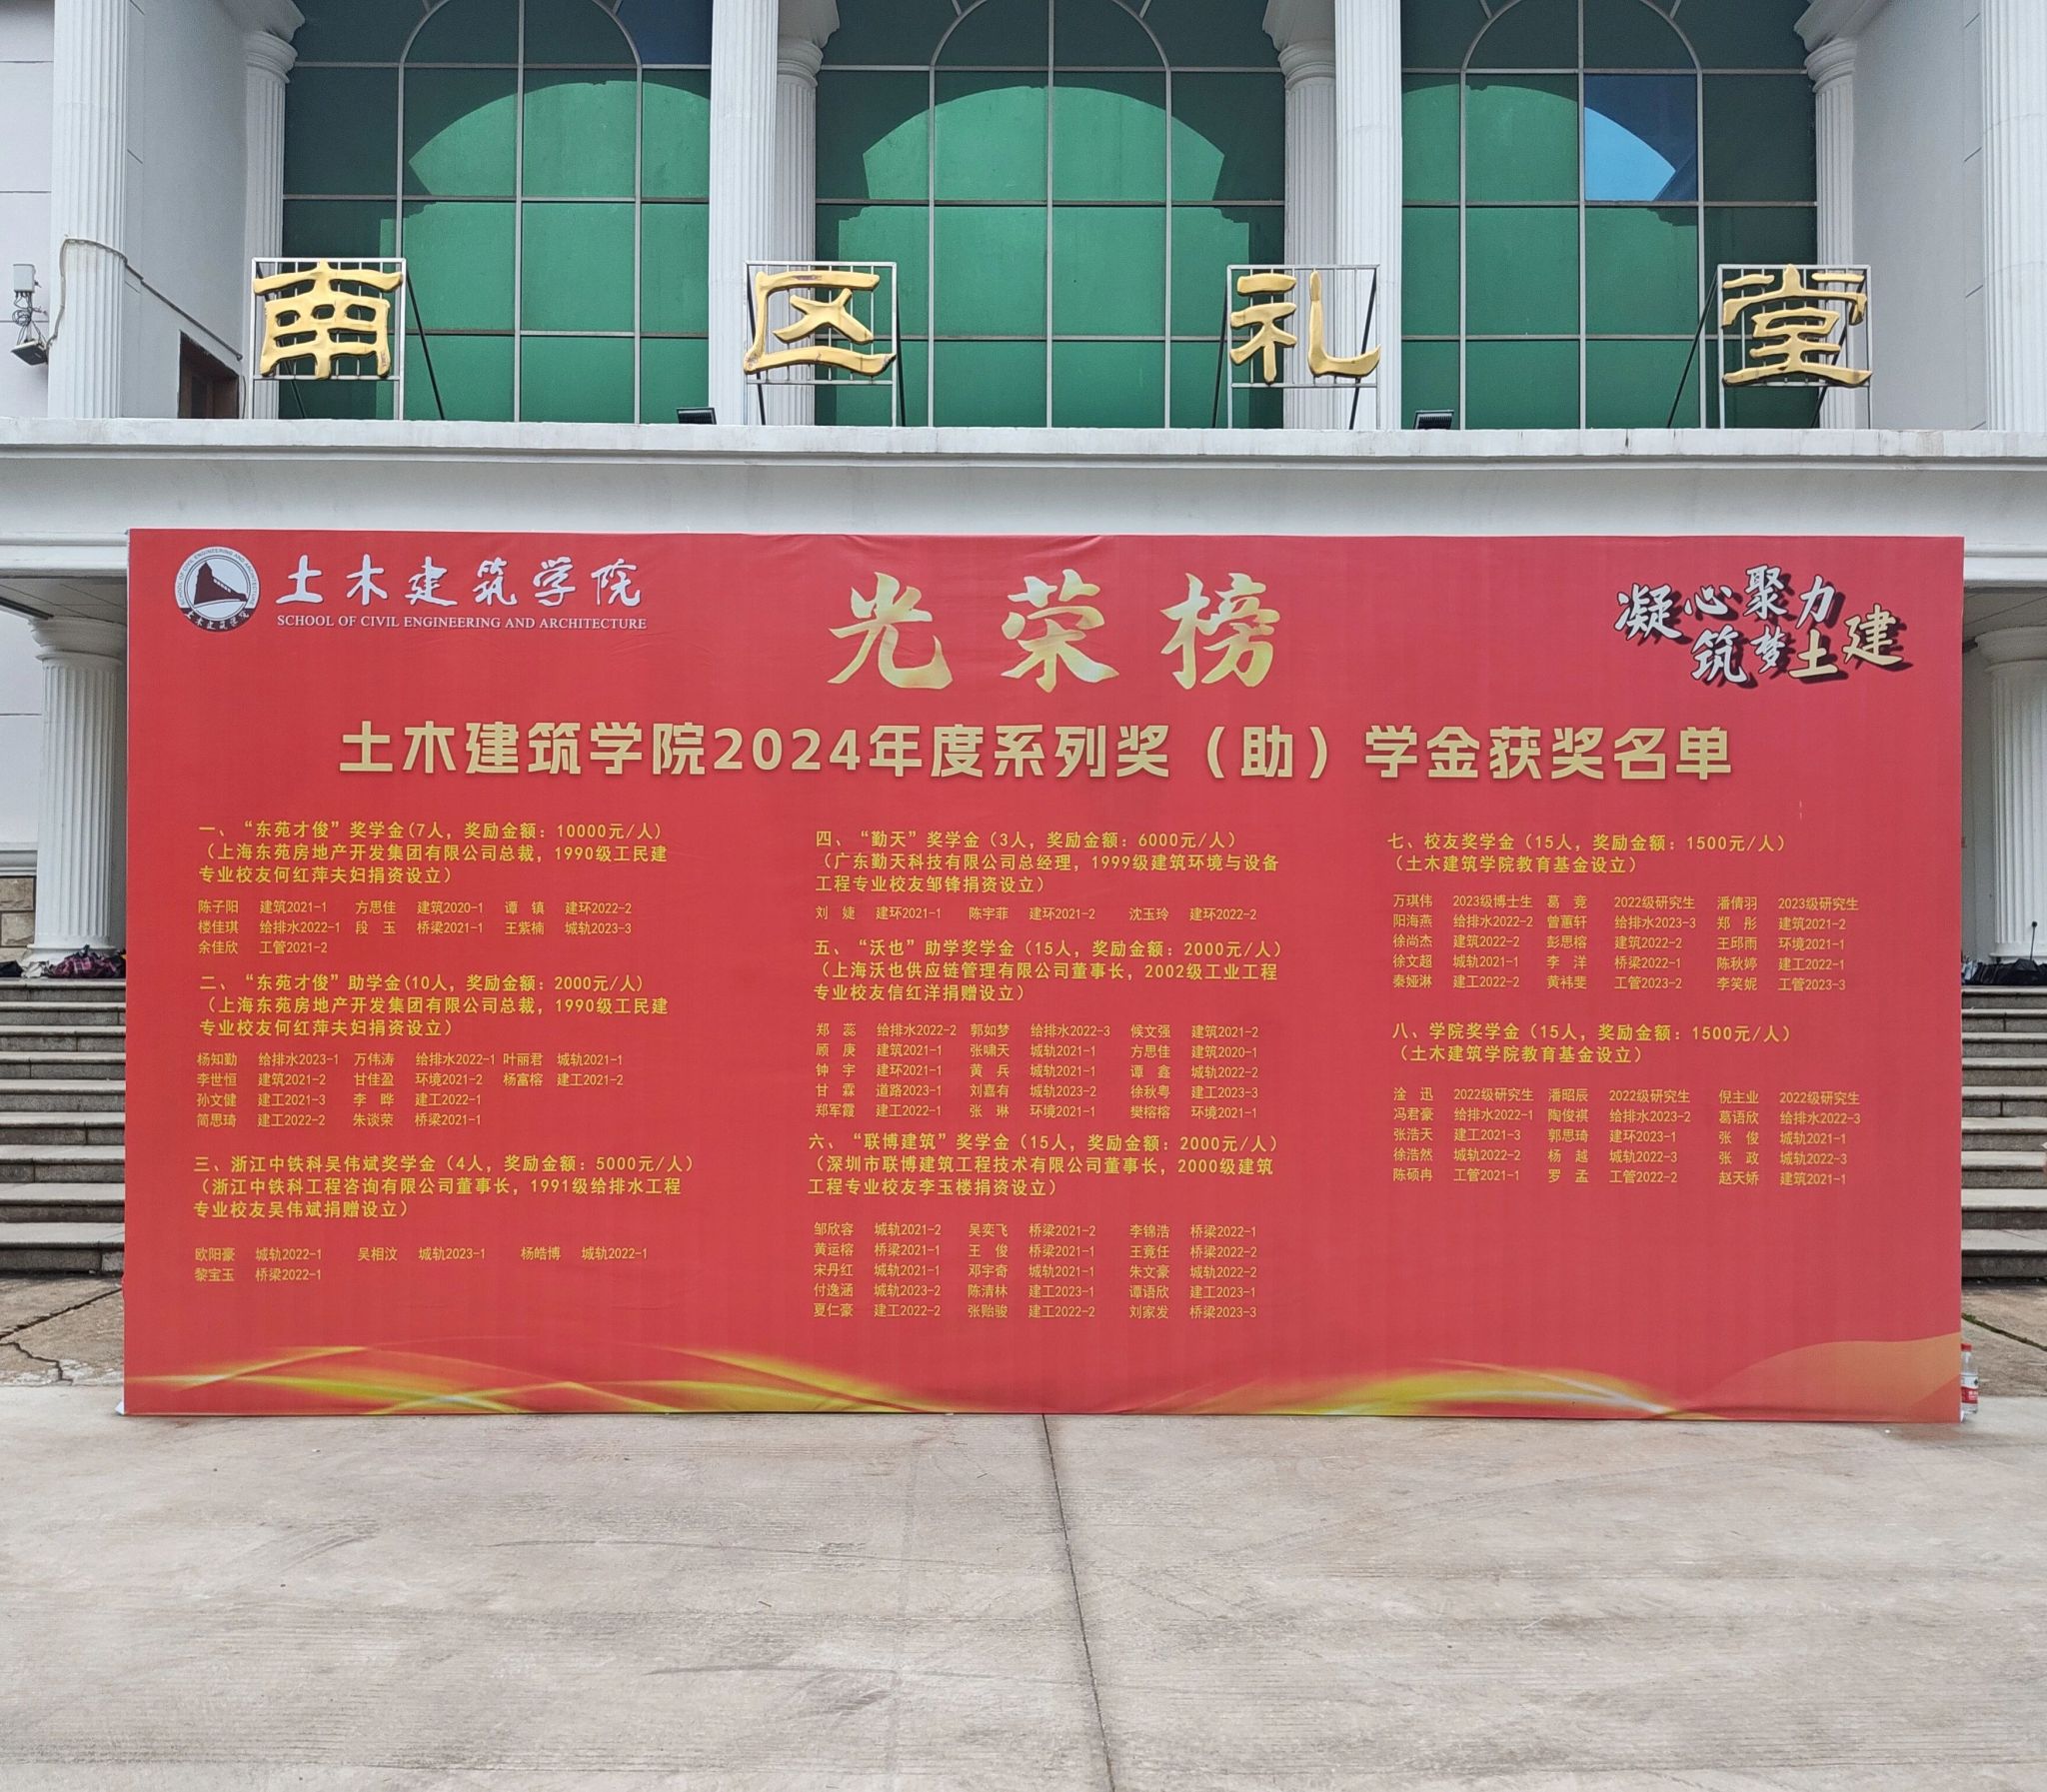 南区礼堂
土木建筑学院
SCHOOL OF CIVIL ENGINEERING AND ARCHITECTURE
光荣榜
凝心聚力
筑梦土建
土木建筑学院2024年度系列奖（助）学金获奖名单
一、“东苑才俊”奖学金(7人，奖励金额：10000元/人)
（上海东苑房地产开发集团有限公司总裁，1990级工民建
专业校友何红萍夫妇捐资设立）
陈子阳 建筑2021-1 方思佳 建筑2020-1 谭 镇 建环2022-2
楼佳琪 给排水2022-1 段 玉 桥梁2021-1 王紫楠 城轨2023-3
余佳欣 工管2021-2
二、“东苑才俊”助学金(10人，奖励金额：2000元/人)
（上海东苑房地产开发集团有限公司总裁，1990级工民建
专业校友何红萍夫妇捐资设立）
杨知勤 给排水2023-1 万伟涛 给排水2022-1 叶丽君 城轨2021-1
李世恒 建筑2021-2 甘佳盈 环境2021-2 杨富榕 建工2021-2
孙文健 建工2021-3 李 晔 建工2022-1
简思琦 建工2022-2 朱谈荣 桥梁2021-1
三、浙江中铁科吴伟斌奖学金（4人，奖励金额：5000元/人）
（浙江中铁科工程咨询有限公司董事长，1991级给排水工程
专业校友吴伟斌捐赠设立）
欧阳豪 城轨2022-1 吴相汶 城轨2023-1 杨皓博 城轨2022-1
黎宝玉 桥梁2022-1
四、“勤天”奖学金（3人，奖励金额：6000元/人）
（广东勤天科技有限公司总经理，1999级建筑环境与设备
工程专业校友邹锋捐资设立）
刘 婕 建环2021-1 陈宇菲 建环2021-2 沈玉玲 建环2022-2
五、“沃也”助学奖学金（15人，奖励金额：2000元/人）
（上海沃也供应链管理有限公司董事长，2002级工业工程
专业校友信红洋捐赠设立）
郑 蕊 给排水2022-2 郭如梦 给排水2022-3 候文强 建筑2021-2
顾 庚 建筑2021-1 张啸天 城轨2021-1 方思佳 建筑2020-1
钟 宇 建环2021-1 黄 兵 城轨2021-1 谭 鑫 城轨2022-2
甘 霖 道路2023-1 刘嘉有 城轨2023-2 徐秋粤 建工2023-3
郑军霞 建工2022-1 张 琳 环境2021-1 樊榕榕 环境2021-1
六、“联博建筑”奖学金（15人，奖励金额：2000元/人）
（深圳市联博建筑工程技术有限公司董事长，2000级建筑
工程专业校友李玉楼捐资设立）
邹欣容 城轨2021-2 吴奕飞 桥梁2021-2 李锦浩 桥梁2022-1
黄运榕 桥梁2021-1 王 俊 桥梁2021-1 王竟任 桥梁2022-2
宋丹红 城轨2021-1 邓宇奇 城轨2021-1 朱文豪 城轨2022-2
付逸涵 城轨2023-2 陈清林 建工2023-1 谭语欣 建工2023-1
夏仁豪 建工2022-2 张贻骏 建工2022-2 刘家发 桥梁2023-3
七、校友奖学金（15人，奖励金额：1500元/人）
（土木建筑学院教育基金设立）
万琪伟 2023级博士生 葛 竞 2022级研究生 潘倩羽 2023级研究生
阳海燕 给排水2022-2 曾蕙轩 给排水2023-3 郑 彤 建筑2021-2
徐尚杰 建筑2022-2 彭思榕 建筑2022-2 王邱雨 环境2021-1
徐文超 城轨2021-1 李 洋 桥梁2022-1 陈秋婷 建工2022-1
秦娅淋 建工2022-2 黄祎斐 工管2023-2 李笑妮 工管2023-3
八、学院奖学金（15人，奖励金额：1500元/人）
（土木建筑学院教育基金设立）
淦 迅 2022级研究生 潘昭辰 2022级研究生 倪主业 2022级研究生
冯君豪 给排水2022-1 陶俊祺 给排水2023-2 葛语欣 给排水2022-3
张浩天 建工2021-3 郭思琦 建环2023-1 张 俊 城轨2021-1
徐浩然 城轨2022-2 杨 越 城轨2022-3 张 政 城轨2022-3
陈硕冉 工管2021-1 罗 孟 工管2022-2 赵天娇 建筑2021-1